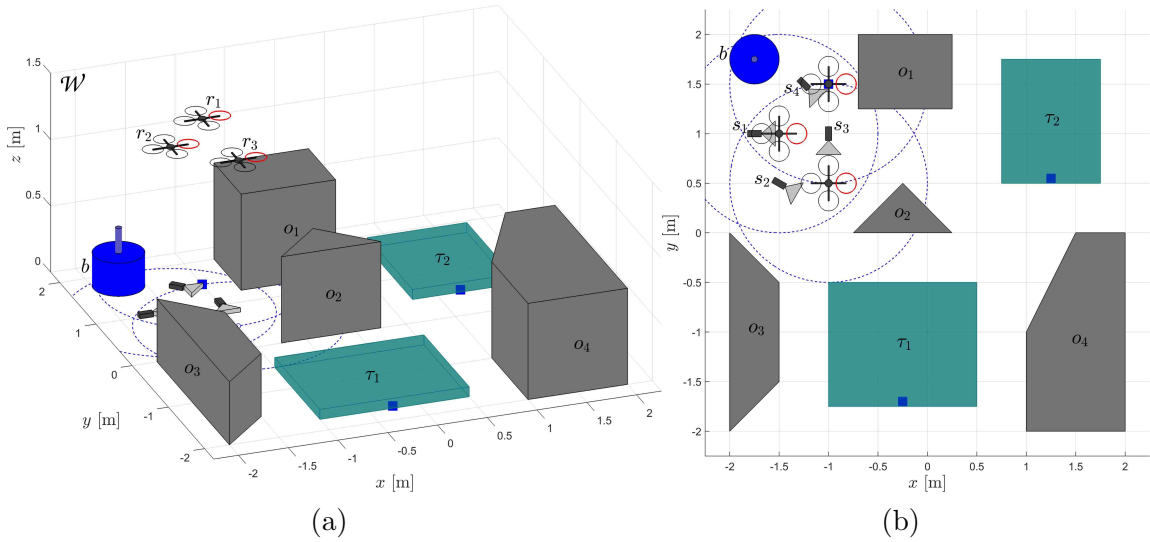 𝒲
r₁
r₂
r₃
b
o₁
o₂
o₃
o₄
τ₁
τ₂
z [m]
1.5
1
0.5
0
y [m]
2
1
0
-1
-2
x [m]
-2
-1.5
-1
-0.5
0
0.5
1
1.5
2
(a)
b
s₄
s₁
s₃
s₂
o₁
o₂
o₃
o₄
τ₁
τ₂
y [m]
2
1.5
1
0.5
0
-0.5
-1
-1.5
-2
-2
-1.5
-1
-0.5
0
0.5
1
1.5
2
x [m]
(b)